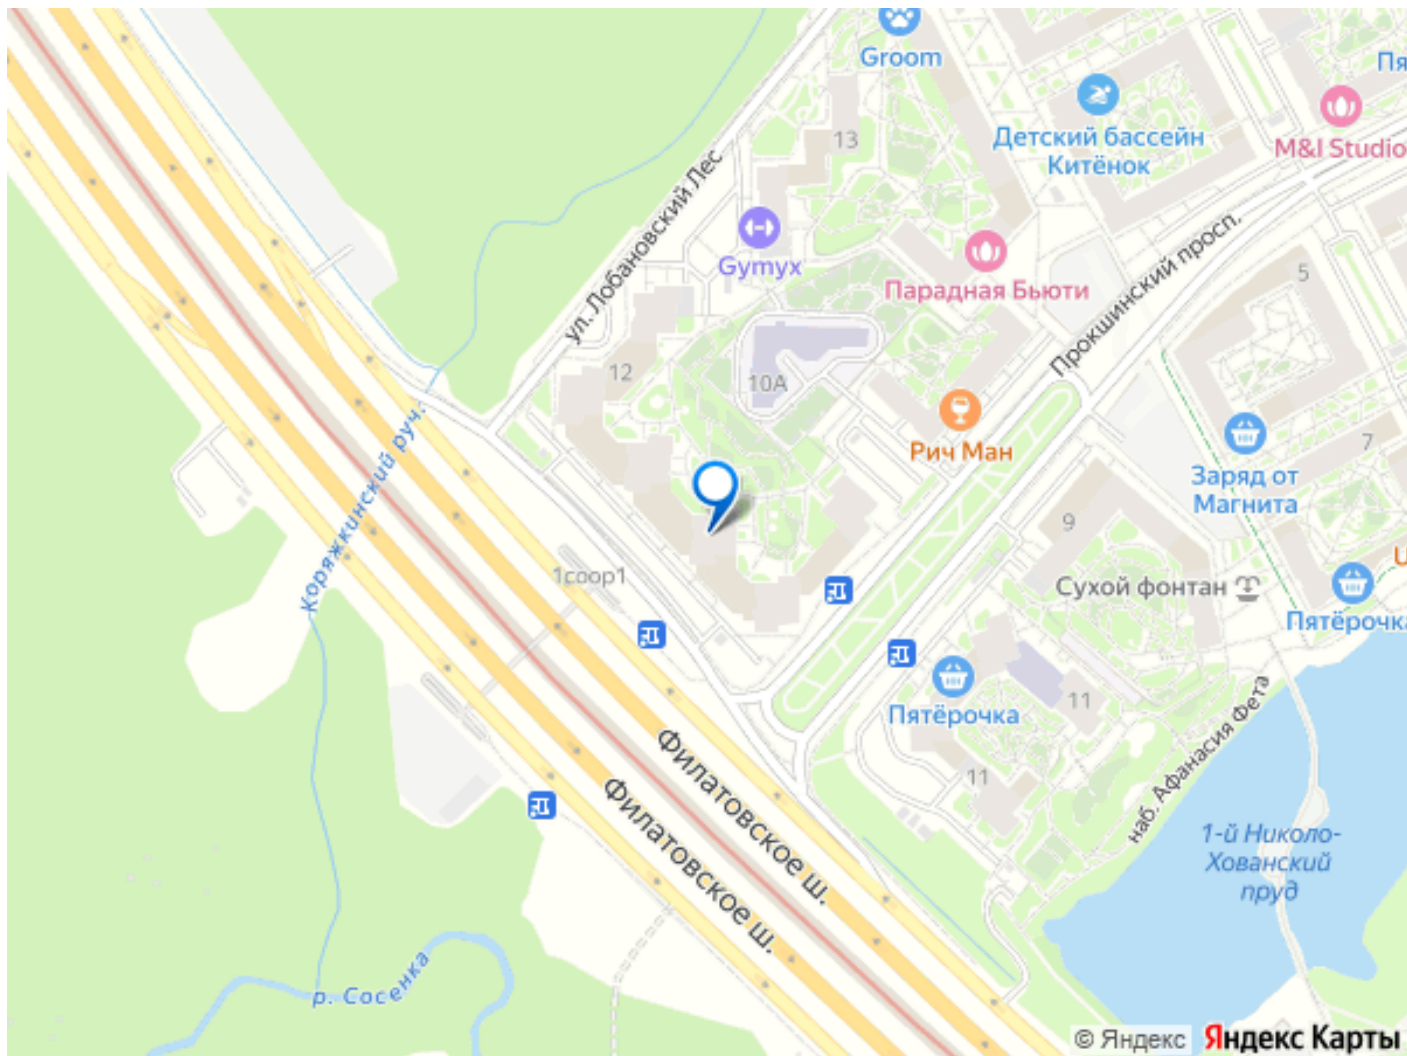 Groom
Пя
Детский бассейн
Китёнок
M&I Studio
13
ул. Лобановский Лес
Gymyx
Парадная Бьюти
Прокшинский просп.
5
12
10А
Рич Ман
7
Заряд от
Магнита
Коряжкинский руч.
9
1соор1
Сухой фонтан
Пятёрочка
Пятёрочка
11
11
наб. Афанасия Фета
Филатовское ш.
Филатовское ш.
1-й Николо-
Хованский
пруд
р. Сосенка
© Яндекс Яндекс Карты